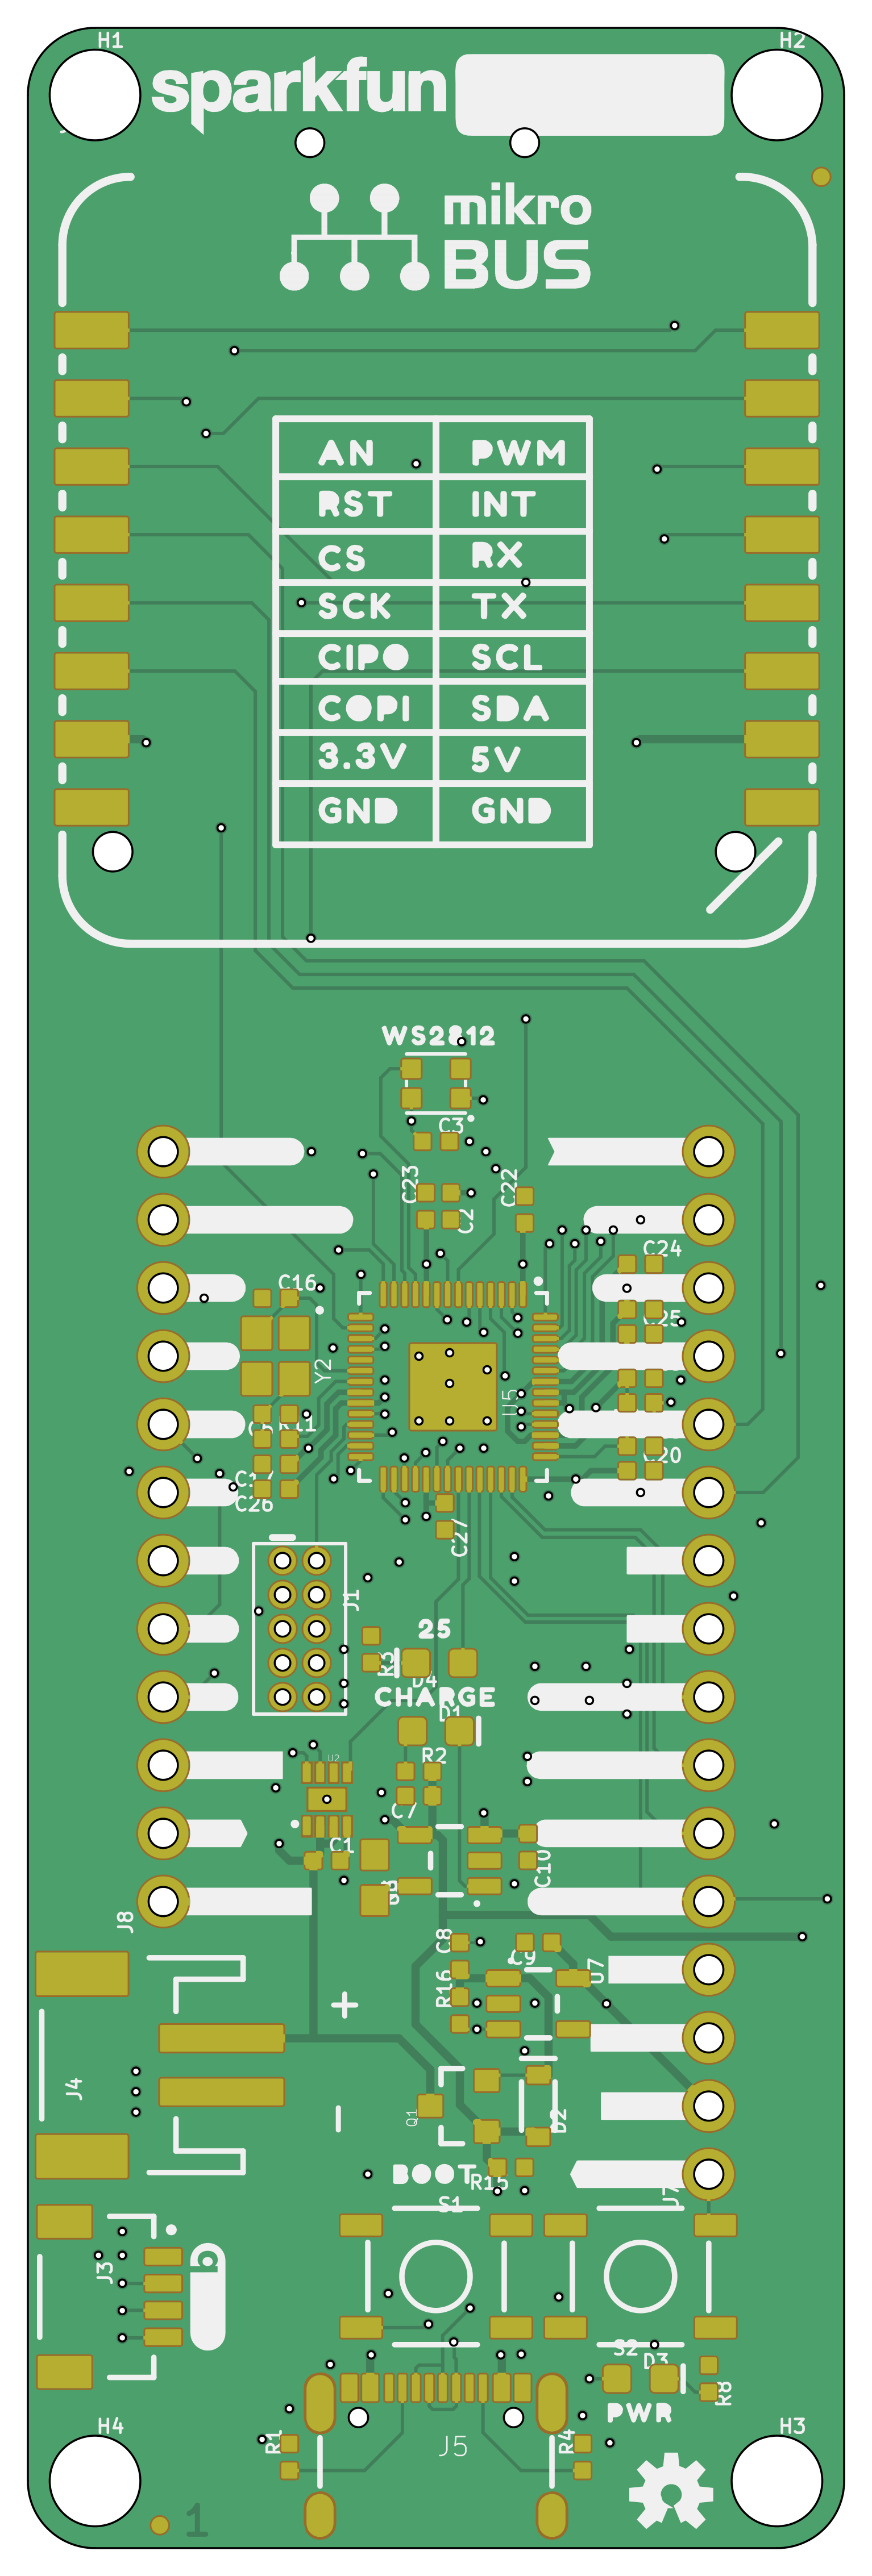 H1 H2
sparkfun
mikro
BUS
AN PWM
RST INT
CS RX
SCK TX
CIPO SCL
COPI SDA
3.3V 5V
GND GND
WS2812
C3
C23 C22
C2
C24
C16
C25
Y2
U5
C20
C26
C27
J1
25
R3
D4
CHARGE
D1
U2
R2
C7
C1
C10
J8
C8
C9
U7
R16
+
J4
Q1
D2
-
BOOT
R15
J7
S1
J3
b
S2
D3
R8
PWR
H4 H3
R1 R4
J5
1